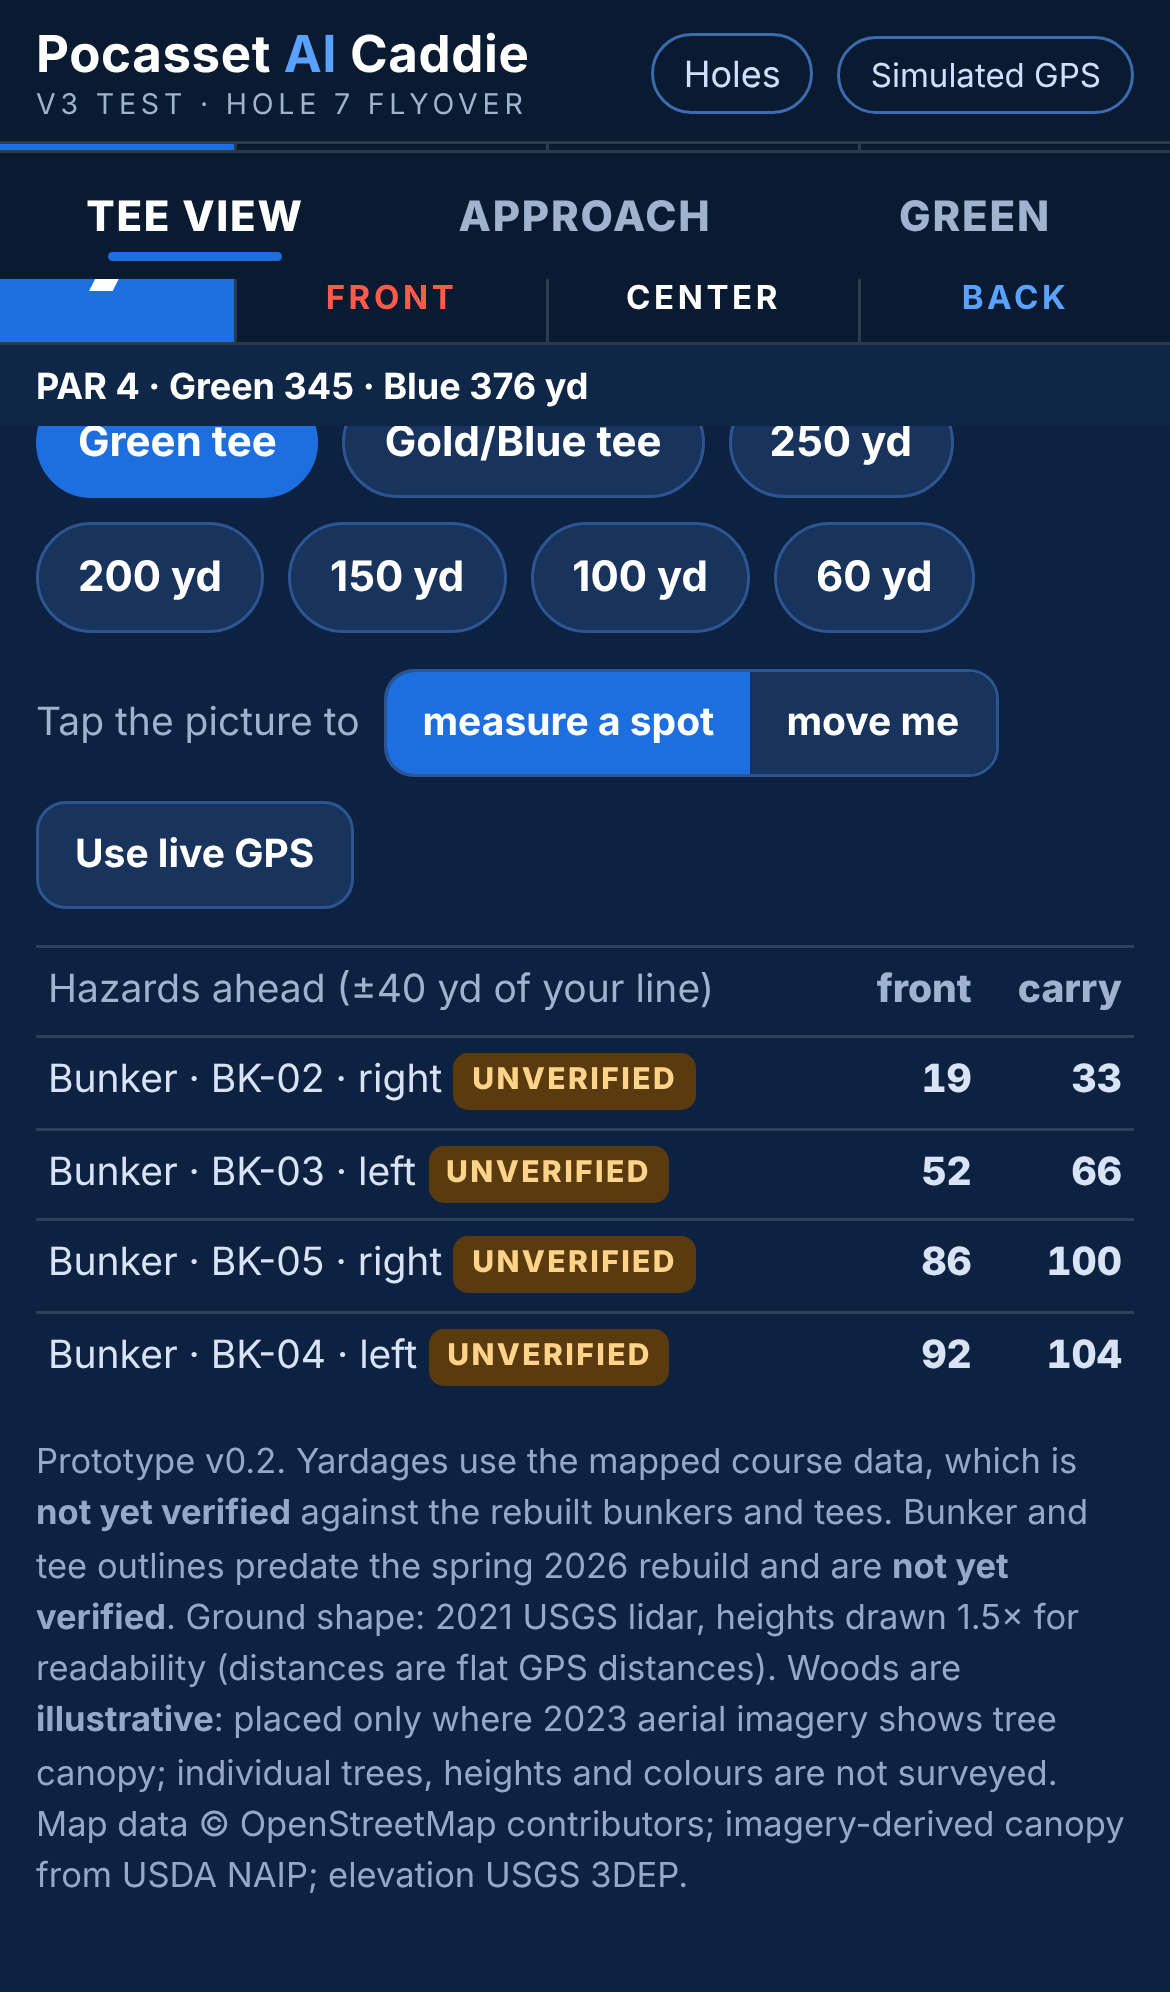 Pocasset AI Caddie
V3 TEST · HOLE 7 FLYOVER
Holes
Simulated GPS
TEE VIEW APPROACH GREEN
FRONT CENTER BACK
PAR 4 · Green 345 · Blue 376 yd
Green tee Gold/Blue tee 250 yd
200 yd 150 yd 100 yd 60 yd
Tap the picture to measure a spot move me
Use live GPS
Hazards ahead (±40 yd of your line) front carry
Bunker · BK-02 · right UNVERIFIED 19 33
Bunker · BK-03 · left UNVERIFIED 52 66
Bunker · BK-05 · right UNVERIFIED 86 100
Bunker · BK-04 · left UNVERIFIED 92 104
Prototype v0.2. Yardages use the mapped course data, which is
not yet verified against the rebuilt bunkers and tees. Bunker and
tee outlines predate the spring 2026 rebuild and are not yet
verified. Ground shape: 2021 USGS lidar, heights drawn 1.5× for
readability (distances are flat GPS distances). Woods are
illustrative: placed only where 2023 aerial imagery shows tree
canopy; individual trees, heights and colours are not surveyed.
Map data © OpenStreetMap contributors; imagery-derived canopy
from USDA NAIP; elevation USGS 3DEP.